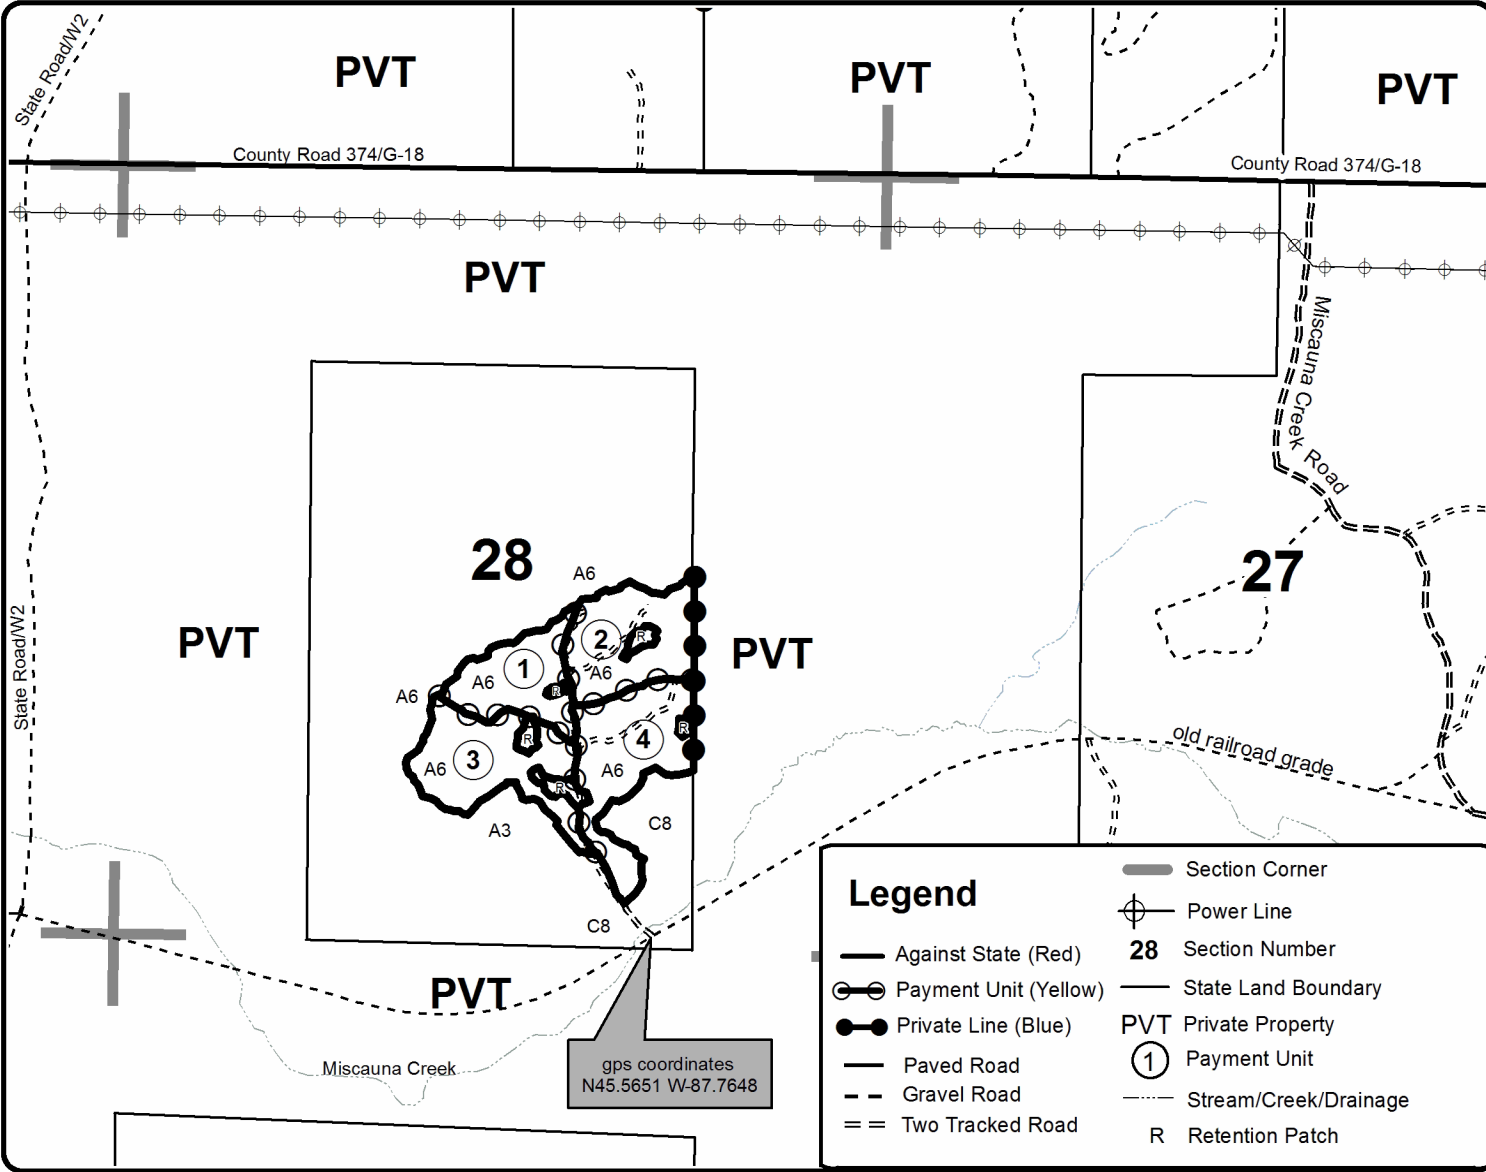 State Road/W2
PVT
PVT
PVT
County Road 374/G-18
County Road 374/G-18
PVT
Miscauna Creek Road
28
A6
27
2
R
PVT
PVT
1
A6
A6
R
A6
State Road/W2
R
R
4
3
A6
A6
old railroad grade
R
A3
C8
C8
PVT
Miscauna Creek
gps coordinates
N45.5651 W-87.7648
Legend
Against State (Red)
Payment Unit (Yellow)
Private Line (Blue)
Paved Road
Gravel Road
Two Tracked Road
Section Corner
Power Line
28 Section Number
State Land Boundary
PVT Private Property
1 Payment Unit
Stream/Creek/Drainage
R Retention Patch